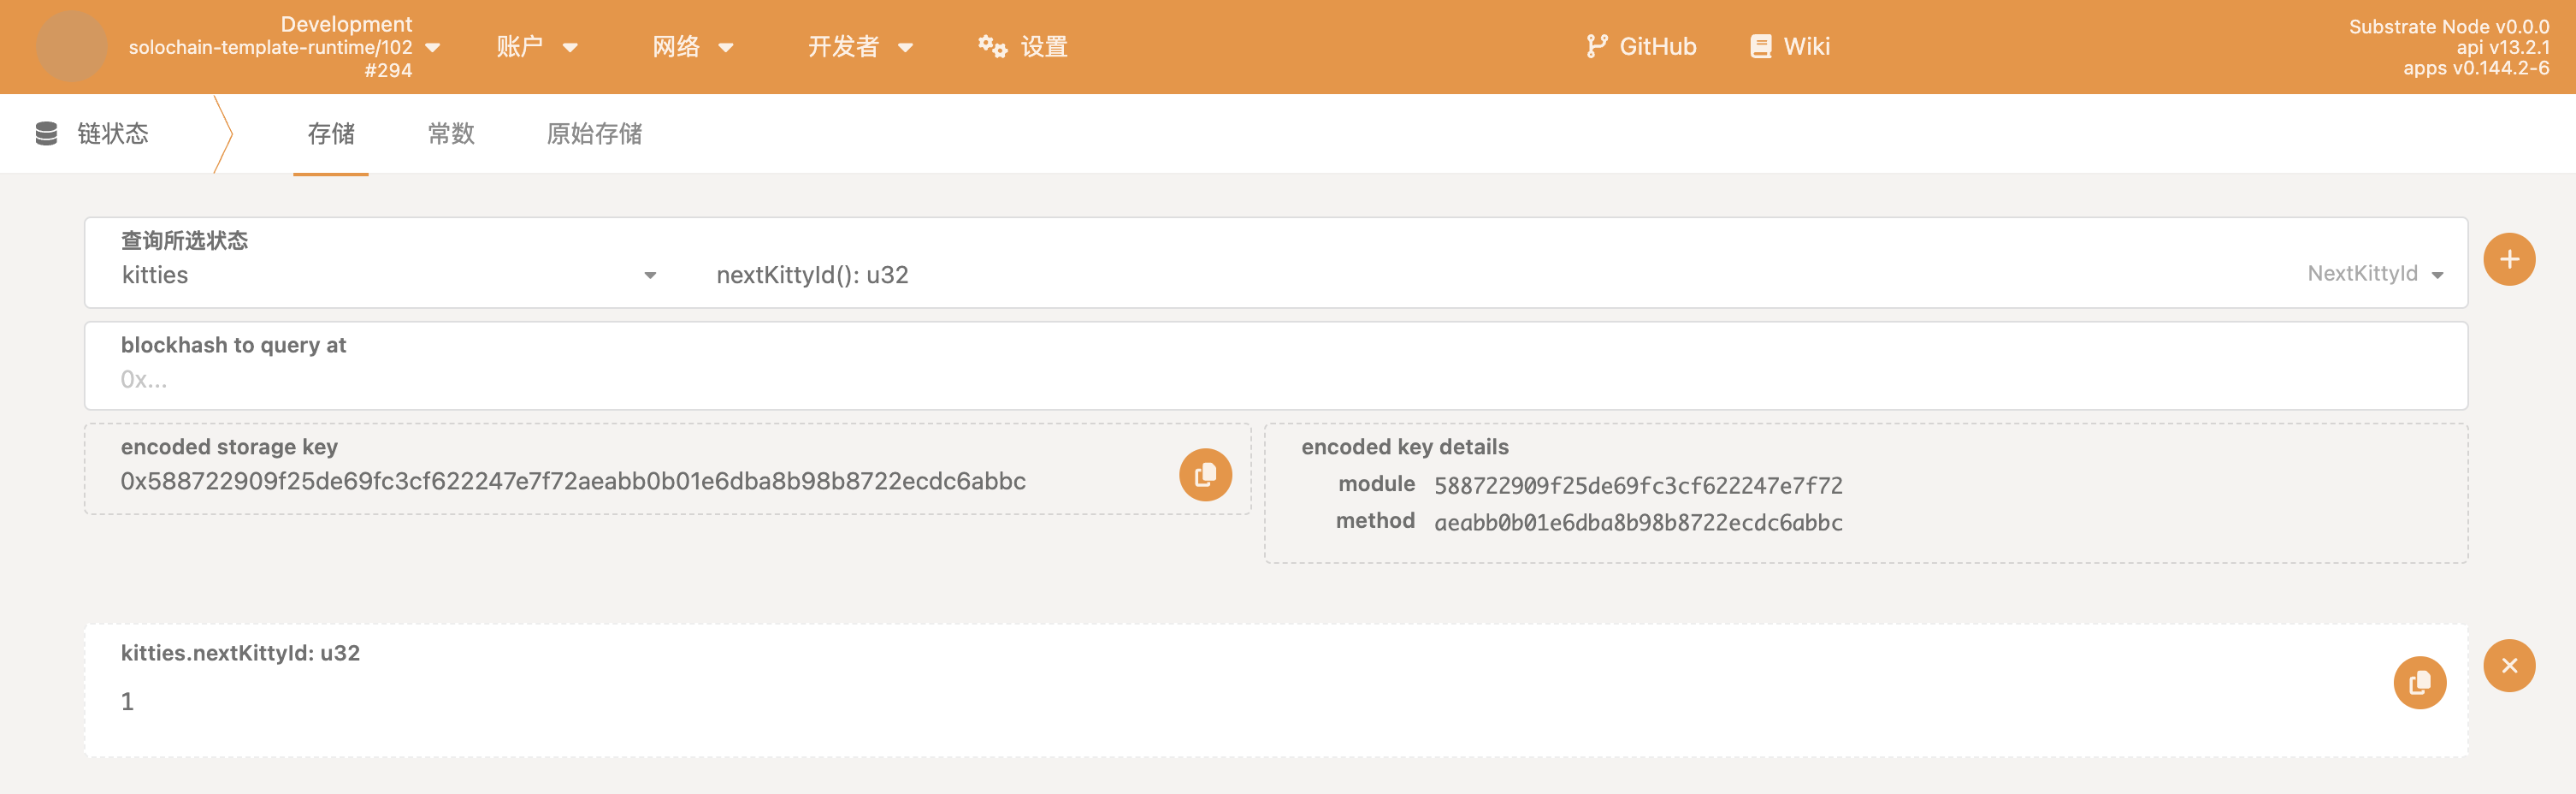 Development
solochain-template-runtime/102
#294
账户
网络
开发者
设置
GitHub
Wiki
Substrate Node v0.0.0
api v13.2.1
apps v0.144.2-6
链状态
存储
常数
原始存储
查询所选状态
kitties
nextKittyId(): u32
NextKittyId
blockhash to query at
0x...
encoded storage key
0x588722909f25de69fc3cf622247e7f72aeabb0b01e6dba8b98b8722ecdc6abbc
encoded key details
module 588722909f25de69fc3cf622247e7f72
method aeabb0b01e6dba8b98b8722ecdc6abbc
kitties.nextKittyId: u32
1